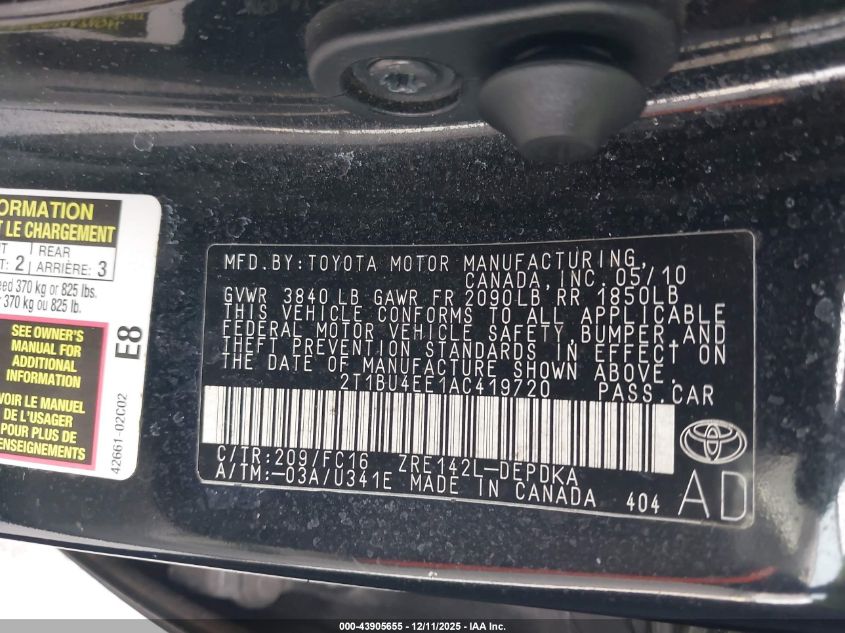 ORMATION
T LE CHARGEMENT
T | REAR
T: 2 | ARRIÈRE: 3
eed 370 kg or 825 lbs.
370 kg ou 825 lb.
SEE OWNER'S
MANUAL FOR
ADDITIONAL
INFORMATION
VOIR LE MANUEL
DE L'USAGER
POUR PLUS DE
RENSEIGNEMENTS
E8
42661-02C02
MFD.BY:TOYOTA MOTOR MANUFACTURING,
CANADA,INC. 05/10
GVWR 3840 LB GAWR FR 2090LB RR 1850LB
THIS VEHICLE CONFORMS TO ALL APPLICABLE
FEDERAL MOTOR VEHICLE SAFETY,BUMPER,AND
THEFT PREVENTION STANDARDS IN EFFECT ON
THE DATE OF MANUFACTURE SHOWN ABOVE.
2T1BU4EE1AC419720 PASS.CAR
C/TR:209/FC16 ZRE142L-DEPDKA
A/TM:-03A/U341E MADE IN CANADA 404
AD
000-43905655 - 12/11/2025 - IAA Inc.